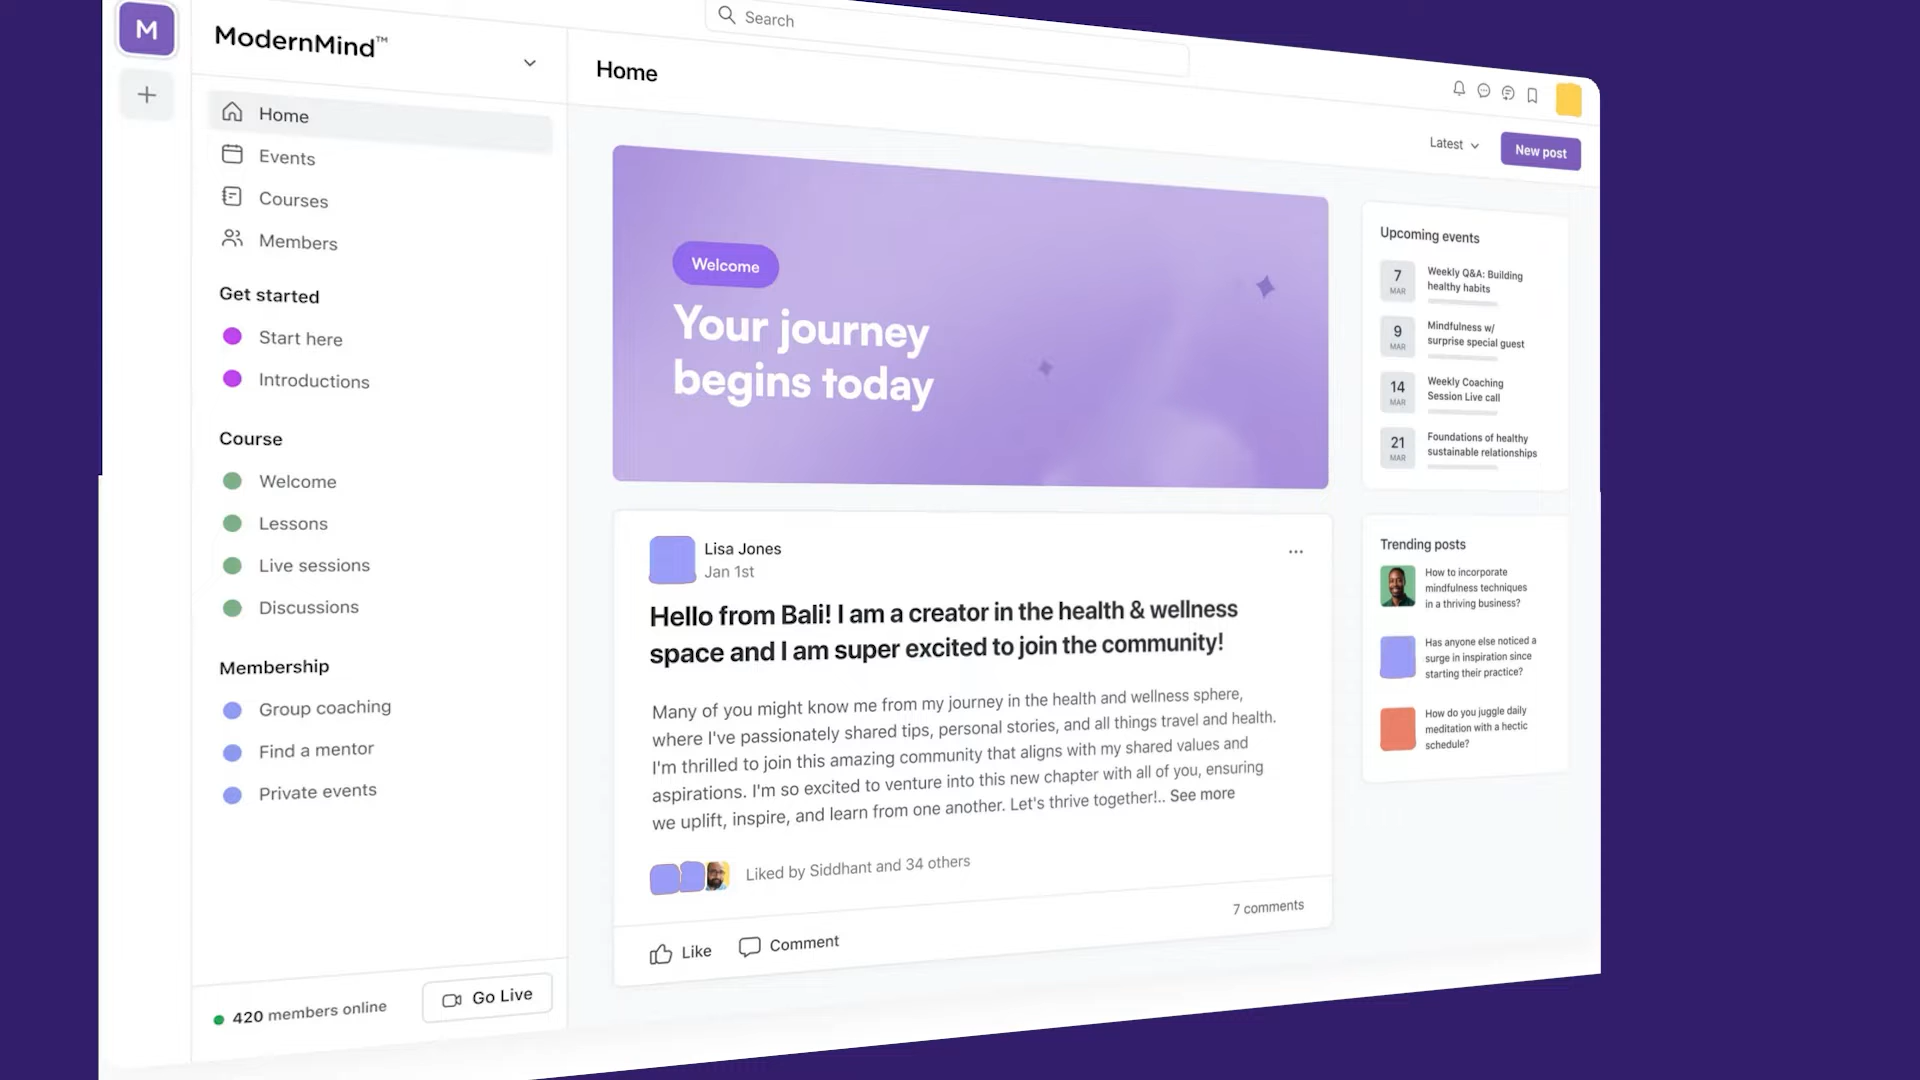 M
ModernMind™
Search
Home
Home
Events
Courses
Members
Get started
Start here
Introductions
Course
Welcome
Lessons
Live sessions
Discussions
Membership
Group coaching
Find a mentor
Private events
420 members online
Go Live
Latest
New post
Welcome
Your journey
begins today
Lisa Jones
Jan 1st
Hello from Bali! I am a creator in the health & wellness
space and I am super excited to join the community!
Many of you might know me from my journey in the health and wellness sphere,
where I've passionately shared tips, personal stories, and all things travel and health.
I'm thrilled to join this amazing community that aligns with my shared values and
aspirations. I'm so excited to venture into this new chapter with all of you, ensuring
we uplift, inspire, and learn from one another. Let's thrive together!.. See more
Liked by Siddhant and 34 others
7 comments
Like
Comment
Upcoming events
7
MAR
Weekly Q&A: Building
healthy habits
9
MAR
Mindfulness w/
surprise special guest
14
MAR
Weekly Coaching
Session Live call
21
MAR
Foundations of healthy
sustainable relationships
Trending posts
How to incorporate
mindfulness techniques
in a thriving business?
Has anyone else noticed a
surge in inspiration since
starting their practice?
How do you juggle daily
meditation with a hectic
schedule?